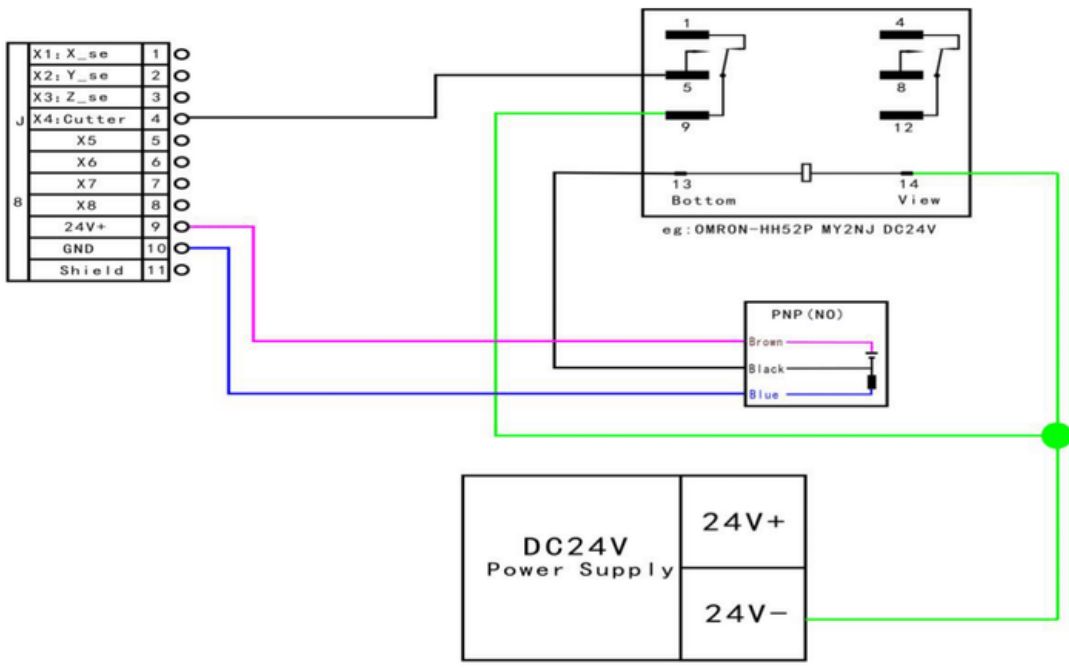 J8
X1:X_se 1
X2:Y_se 2
X3:Z_se 3
X4:Cutter 4
X5 5
X6 6
X7 7
X8 8
24V+ 9
GND 10
Shield 11
1 4
5 8
9 12
13 14
Bottom View
eg:OMRON-HH52P MY2NJ DC24V
PNP(NO)
Brown
Black
Blue
DC24V
Power Supply
24V+
24V-